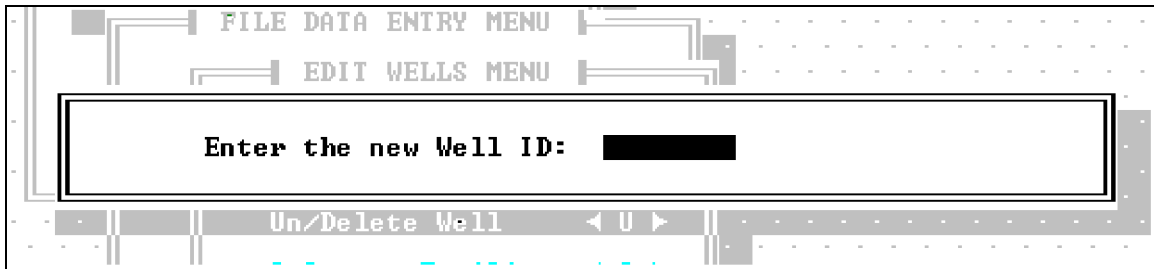 FILE DATA ENTRY MENU
EDIT WELLS MENU
Enter the new Well ID:
Un/Delete Well ◄ U ►